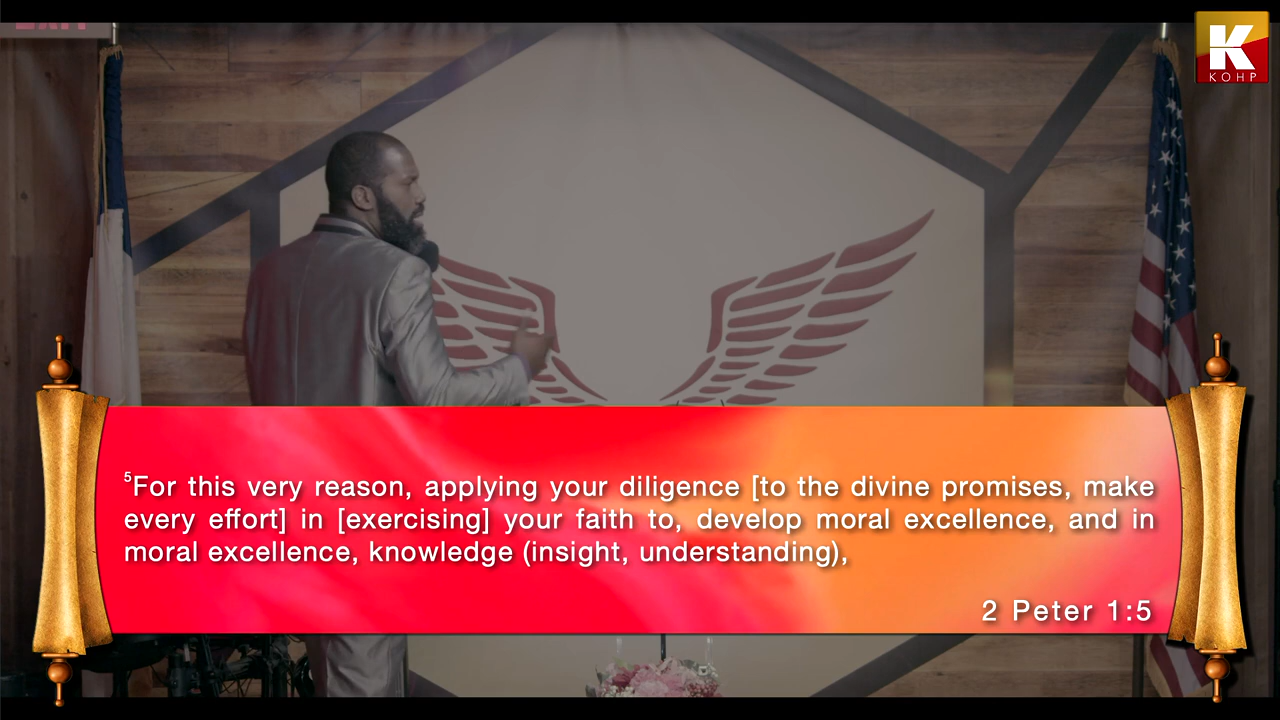 EXIT
K
KOHP
⁵For this very reason, applying your diligence [to the divine promises, make
every effort] in [exercising] your faith to, develop moral excellence, and in
moral excellence, knowledge (insight, understanding),
2 Peter 1:5